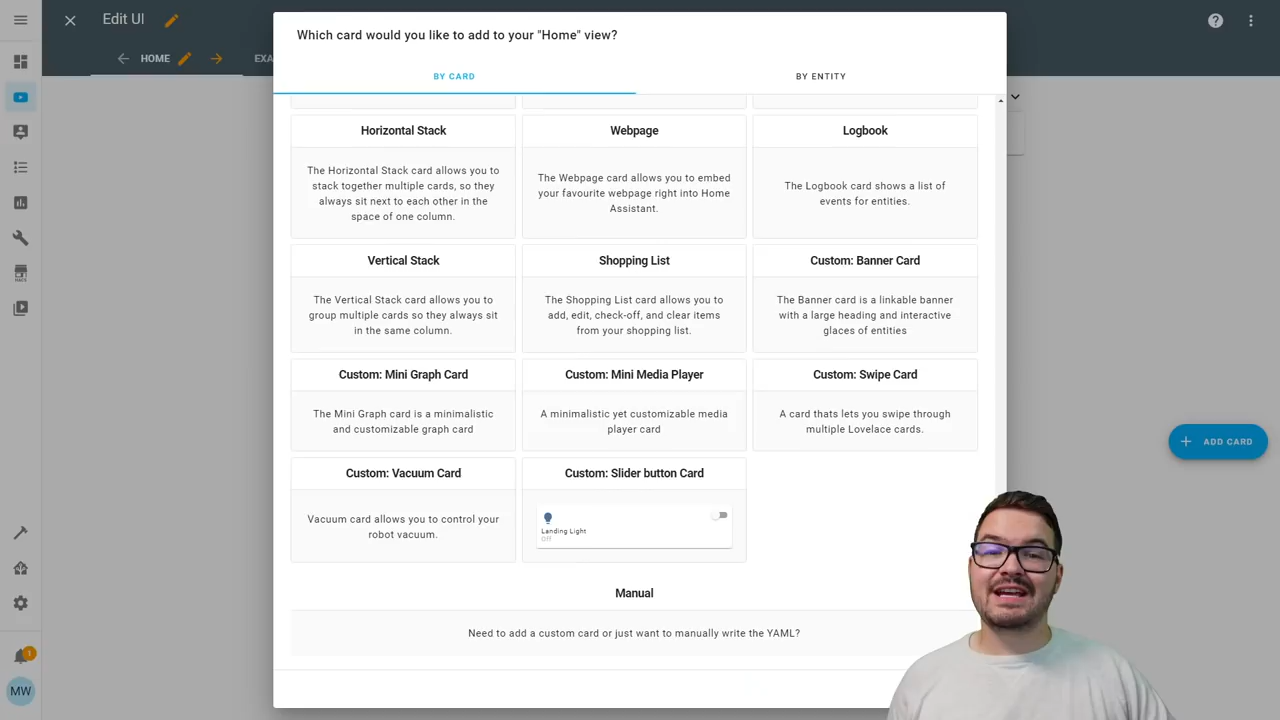 Edit UI
HOME
EXA
Which card would you like to add to your "Home" view?
BY CARD
BY ENTITY
Horizontal Stack
The Horizontal Stack card allows you to
stack together multiple cards, so they
always sit next to each other in the
space of one column.
Webpage
The Webpage card allows you to embed
your favourite webpage right into Home
Assistant.
Logbook
The Logbook card shows a list of
events for entities.
Vertical Stack
The Vertical Stack card allows you to
group multiple cards so they always sit
in the same column.
Shopping List
The Shopping List card allows you to
add, edit, check-off, and clear items
from your shopping list.
Custom: Banner Card
The Banner card is a linkable banner
with a large heading and interactive
glaces of entities
Custom: Mini Graph Card
The Mini Graph card is a minimalistic
and customizable graph card
Custom: Mini Media Player
A minimalistic yet customizable media
player card
Custom: Swipe Card
A card thats lets you swipe through
multiple Lovelace cards.
Custom: Vacuum Card
Vacuum card allows you to control your
robot vacuum.
Custom: Slider button Card
Landing Light
Off
Manual
Need to add a custom card or just want to manually write the YAML?
ADD CARD
1
MW